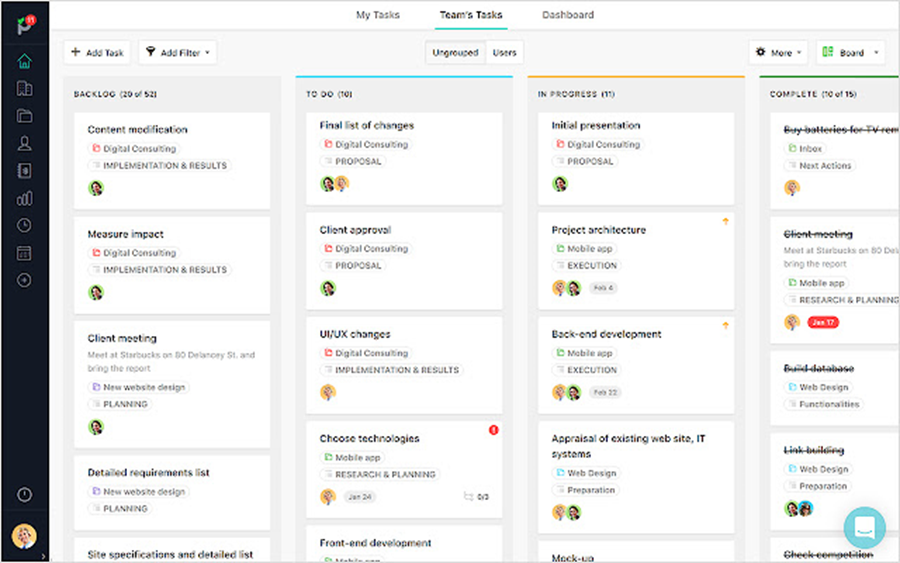 11
My Tasks
Team's Tasks
Dashboard
+ Add Task
Add Filter
Ungrouped
Users
More
Board
BACKLOG (20 of 52)
Content modification
Digital Consulting
IMPLEMENTATION & RESULTS
Measure impact
Digital Consulting
IMPLEMENTATION & RESULTS
Client meeting
Meet at Starbucks on 80 Delancey St. and
bring the report
New website design
PLANNING
Detailed requirements list
New website design
PLANNING
Site specifications and detailed list
TO DO (10)
Final list of changes
Digital Consulting
PROPOSAL
Client approval
Digital Consulting
PROPOSAL
UI/UX changes
Digital Consulting
IMPLEMENTATION & RESULTS
Choose technologies
Mobile app
RESEARCH & PLANNING
Jan 24
0/3
Front-end development
Mobile app
IN PROGRESS (11)
Initial presentation
Digital Consulting
PROPOSAL
Project architecture
Mobile app
EXECUTION
Feb 4
Back-end development
Mobile app
EXECUTION
Feb 22
Appraisal of existing web site, IT
systems
Web Design
Preparation
Mock-up
COMPLETE (10 of 15)
Buy batteries for TV rem
Inbox
Next Actions
Client meeting
Meet at Starbucks on 80 Delan
bring the report
Mobile app
RESEARCH & PLANNING
Jan 17
Build database
Web Design
Functionalities
Link building
Web Design
Preparation
Check competition